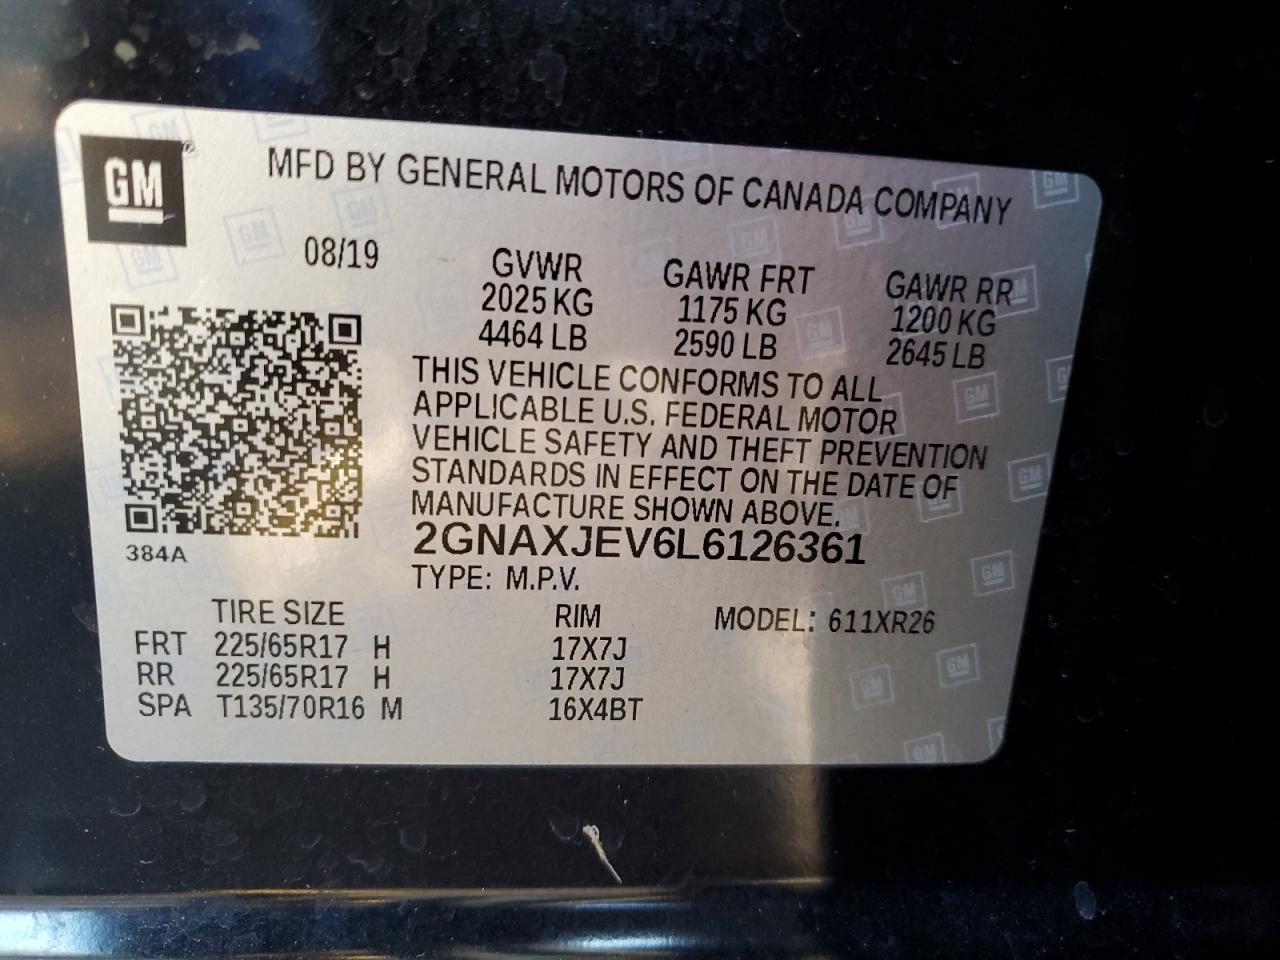 GM
MFD BY GENERAL MOTORS OF CANADA COMPANY
08/19
GVWR GAWR FRT GAWR RR
2025 KG 1175 KG 1200 KG
4464 LB 2590 LB 2645 LB
THIS VEHICLE CONFORMS TO ALL
APPLICABLE U.S. FEDERAL MOTOR
VEHICLE SAFETY AND THEFT PREVENTION
STANDARDS IN EFFECT ON THE DATE OF
MANUFACTURE SHOWN ABOVE.
384A
2GNAXJEV6L6126361
TYPE: M.P.V.
TIRE SIZE RIM MODEL: 611XR26
FRT 225/65R17 H 17X7J
RR 225/65R17 H 17X7J
SPA T135/70R16 M 16X4BT